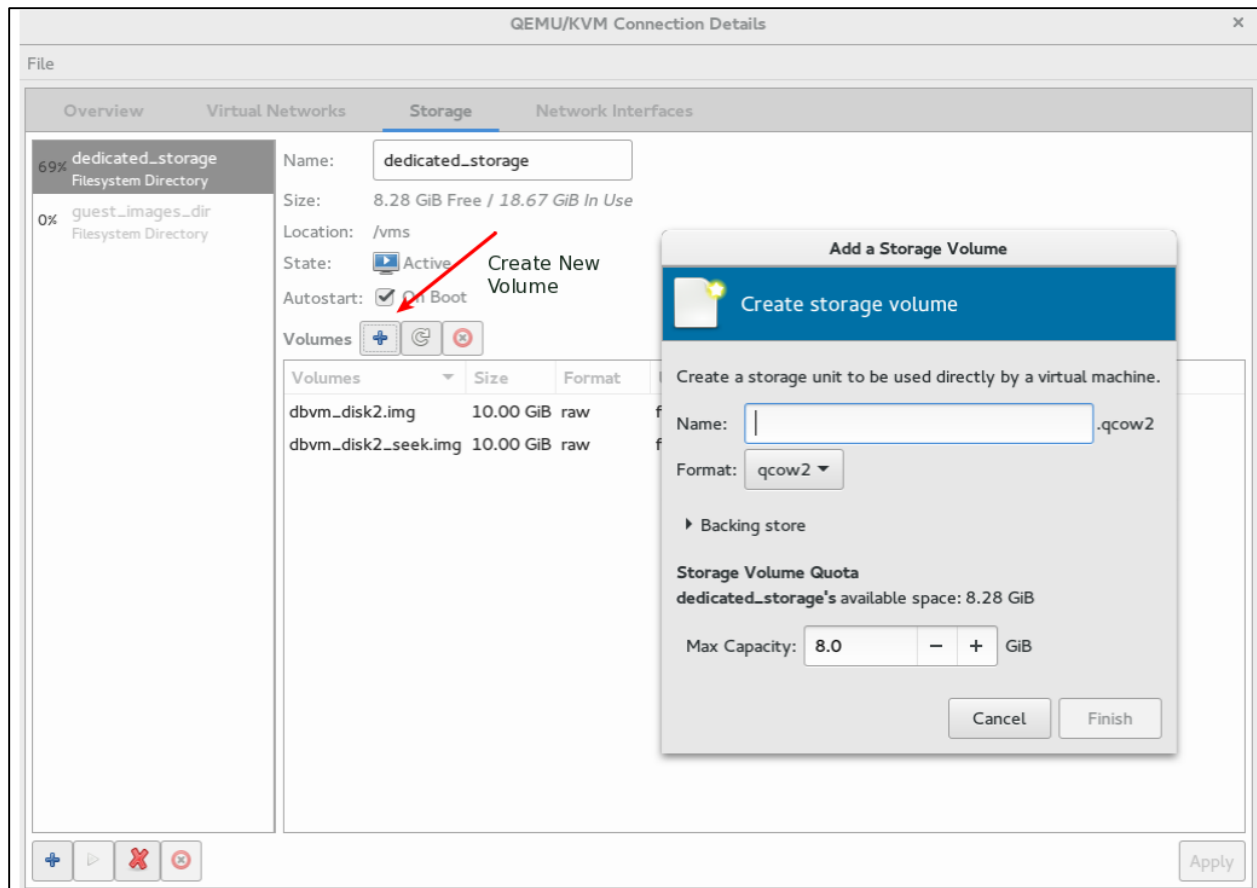 QEMU/KVM Connection Details
File
Overview Virtual Networks Storage Network Interfaces
69% dedicated_storage
Filesystem Directory
0% guest_images_dir
Filesystem Directory
Name: dedicated_storage
Size: 8.28 GiB Free / 18.67 GiB In Use
Location: /vms
State: Active
Autostart: On Boot
Create New
Volume
Volumes
Volumes Size Format
dbvm_disk2.img 10.00 GiB raw f
dbvm_disk2_seek.img 10.00 GiB raw f
Add a Storage Volume
Create storage volume
Create a storage unit to be used directly by a virtual machine.
Name: .qcow2
Format: qcow2
Backing store
Storage Volume Quota
dedicated_storage's available space: 8.28 GiB
Max Capacity: 8.0 GiB
Cancel Finish
Apply